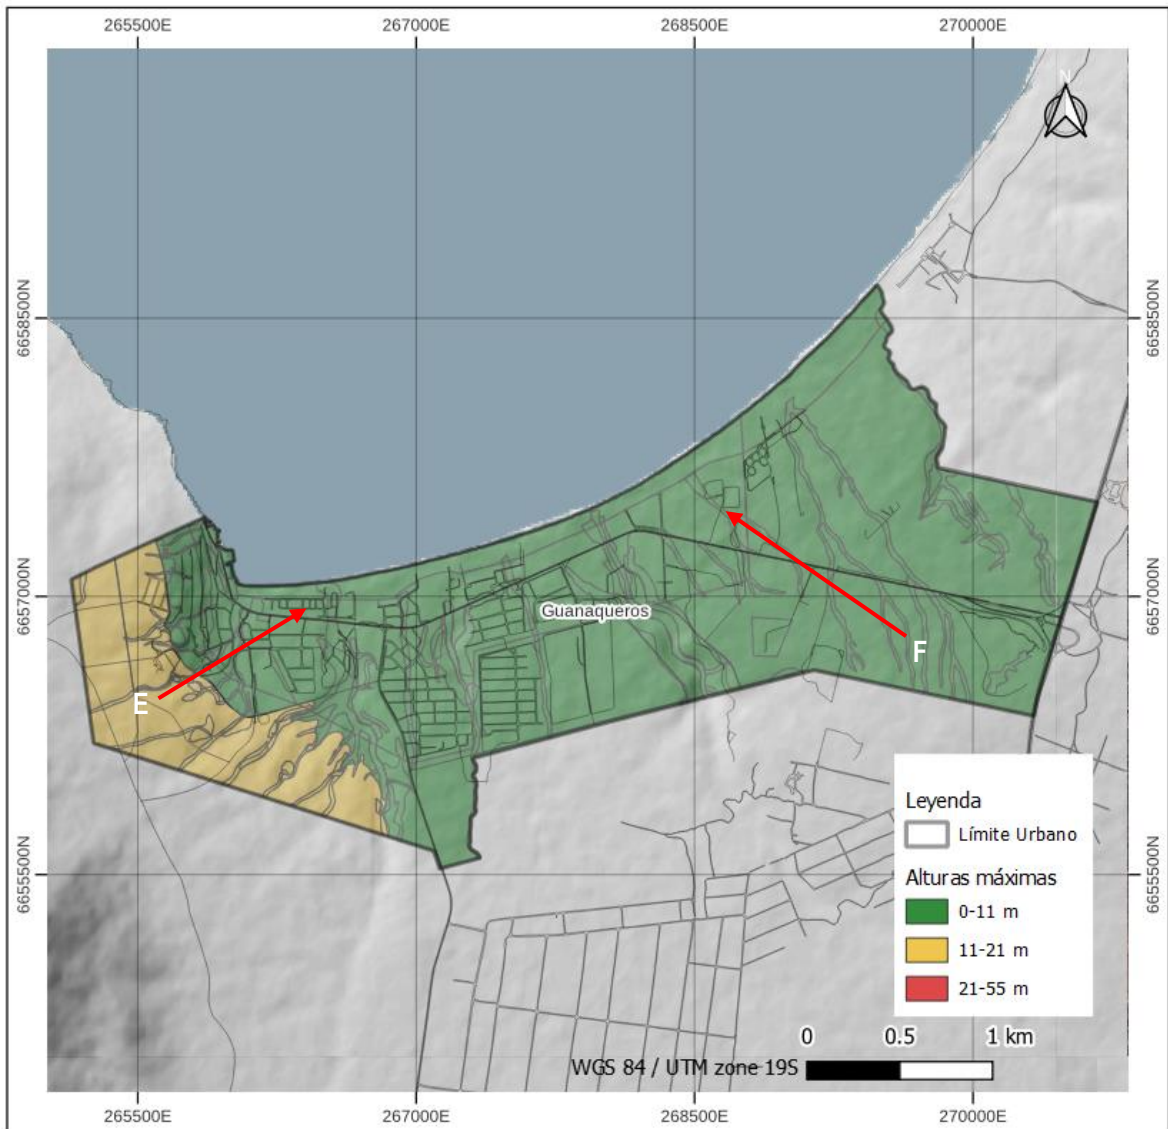 265500E 267000E 268500E 270000E
N
6658500N 6658500N
6657000N 6657000N
Guanaqueros
E
F
6655500N 6655500N
Leyenda
Límite Urbano
Alturas máximas
0-11 m
11-21 m
21-55 m
0 0.5 1 km
WGS 84 / UTM zone 19S
265500E 267000E 268500E 270000E